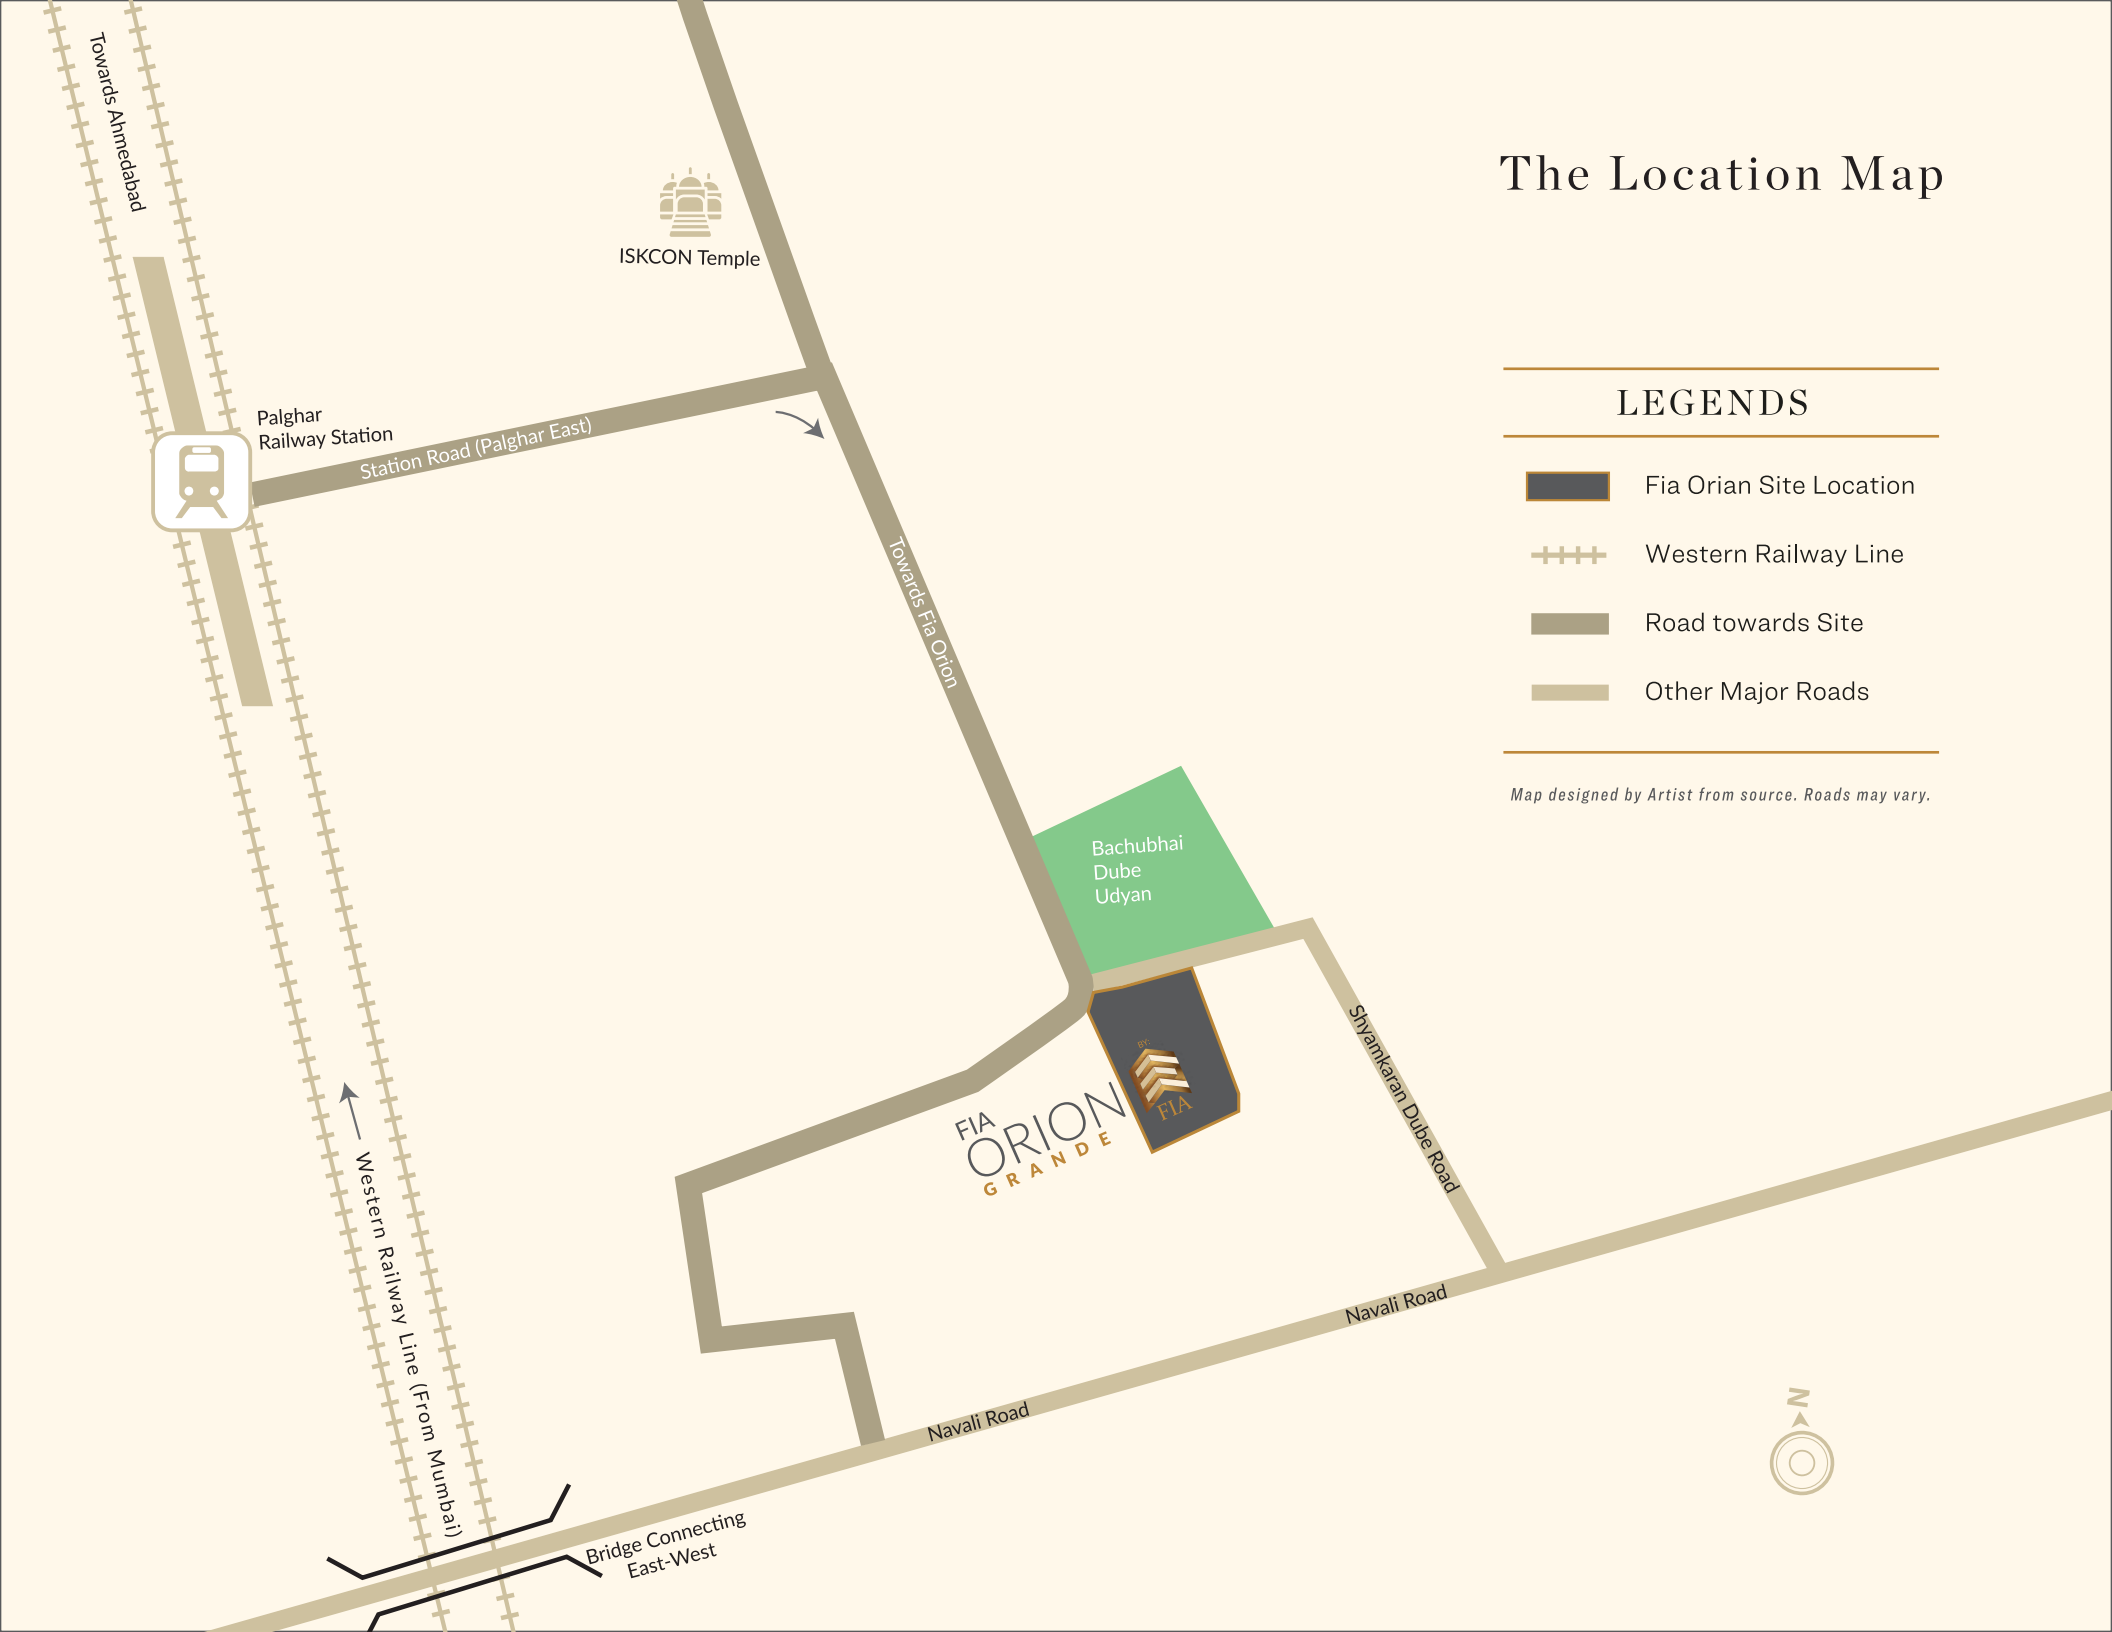 Towards Ahmedabad
The Location Map
ISKCON Temple
LEGENDS
Palghar
Railway Station
Station Road (Palghar East)
Fia Orian Site Location
Western Railway Line
Road towards Site
Other Major Roads
Map designed by Artist from source. Roads may vary.
Towards Fia Orion
Bachubhai
Dube
Udyan
BY:
FIA
FIA
ORION
GRANDE
Shyamkaran Dube Road
Western Railway Line (From Mumbai)
Navali Road
Navali Road
N
Bridge Connecting
East-West